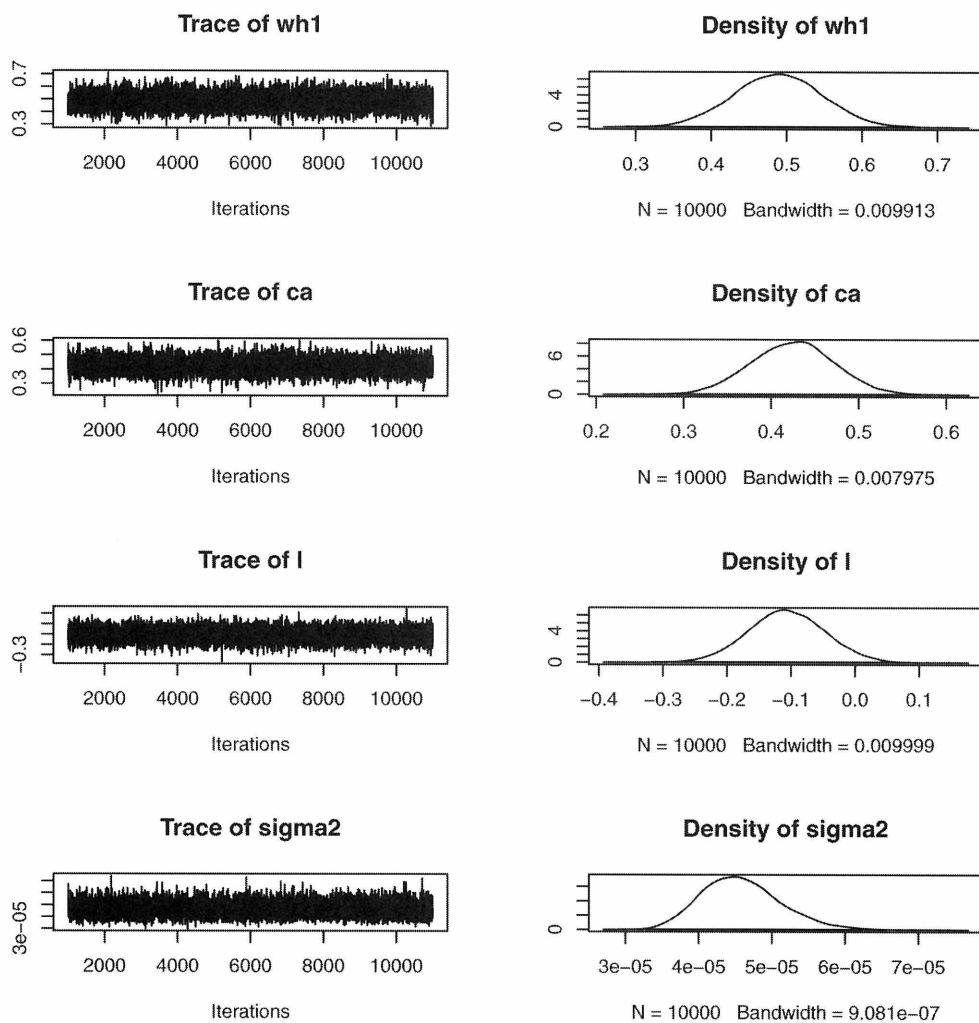 Trace of wh1
Density of wh1
0.7
0.3
2000 4000 6000 8000 10000
Iterations
4
0
0.3 0.4 0.5 0.6 0.7
N = 10000 Bandwidth = 0.009913
Trace of ca
Density of ca
0.6
0.3
2000 4000 6000 8000 10000
Iterations
6
0
0.2 0.3 0.4 0.5 0.6
N = 10000 Bandwidth = 0.007975
Trace of l
Density of l
−0.3
2000 4000 6000 8000 10000
Iterations
4
0
−0.4 −0.3 −0.2 −0.1 0.0 0.1
N = 10000 Bandwidth = 0.009999
Trace of sigma2
Density of sigma2
3e−05
2000 4000 6000 8000 10000
Iterations
0
3e−05 4e−05 5e−05 6e−05 7e−05
N = 10000 Bandwidth = 9.081e−07